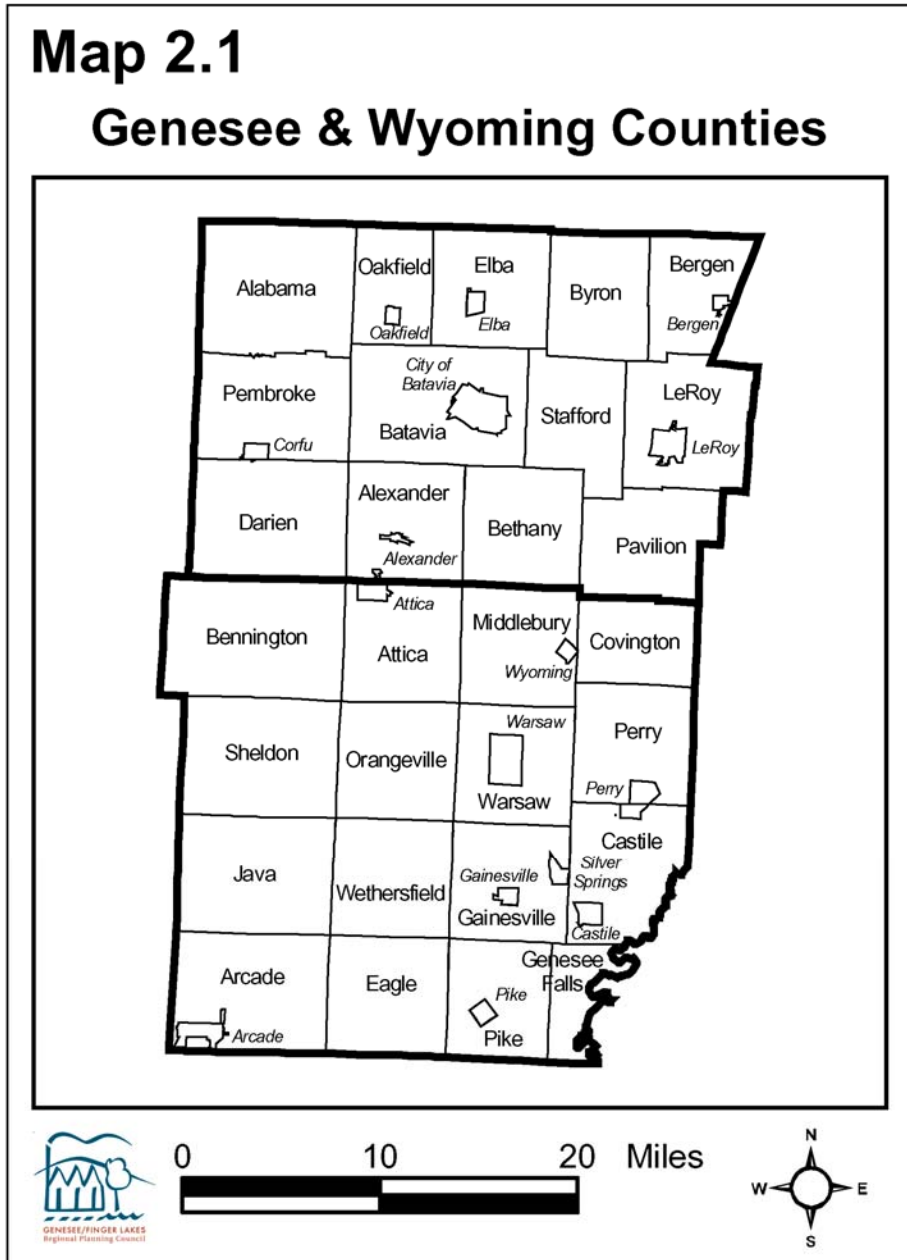 Map 2.1
Genesee & Wyoming Counties
Alabama
Oakfield
Oakfield
Elba
Elba
Byron
Bergen
Bergen
Pembroke
Corfu
City of
Batavia
Batavia
Stafford
LeRoy
LeRoy
Darien
Alexander
Alexander
Bethany
Pavilion
Bennington
Attica
Attica
Middlebury
Wyoming
Covington
Sheldon
Orangeville
Warsaw
Warsaw
Perry
Perry
Java
Wethersfield
Gainesville
Gainesville
Silver
Springs
Castile
Castile
Arcade
Arcade
Eagle
Pike
Pike
Genesee
Falls
GENESEE/FINGER LAKES
Regional Planning Council
0 10 20 Miles
N
W E
S